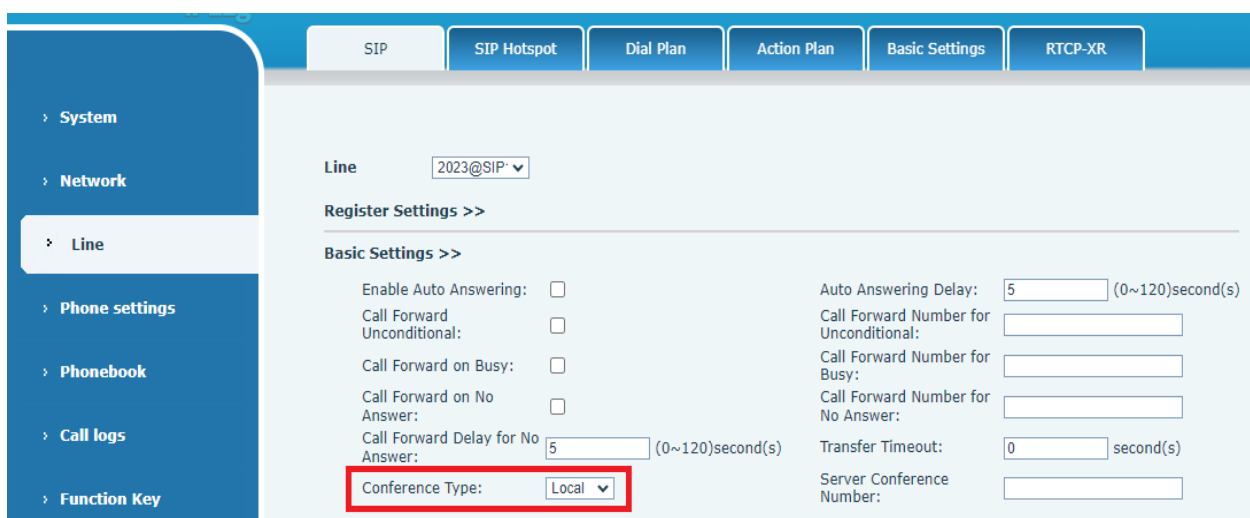 SIP
SIP Hotspot
Dial Plan
Action Plan
Basic Settings
RTCP-XR
› System
› Network
› Line
› Phone settings
› Phonebook
› Call logs
› Function Key
Line 2023@SIP
Register Settings >>
Basic Settings >>
Enable Auto Answering:
Auto Answering Delay: 5 (0~120)second(s)
Call Forward
Unconditional:
Call Forward Number for
Unconditional:
Call Forward on Busy:
Call Forward Number for
Busy:
Call Forward on No
Answer:
Call Forward Number for
No Answer:
Call Forward Delay for No
Answer: 5 (0~120)second(s)
Transfer Timeout: 0 second(s)
Conference Type: Local
Server Conference
Number: